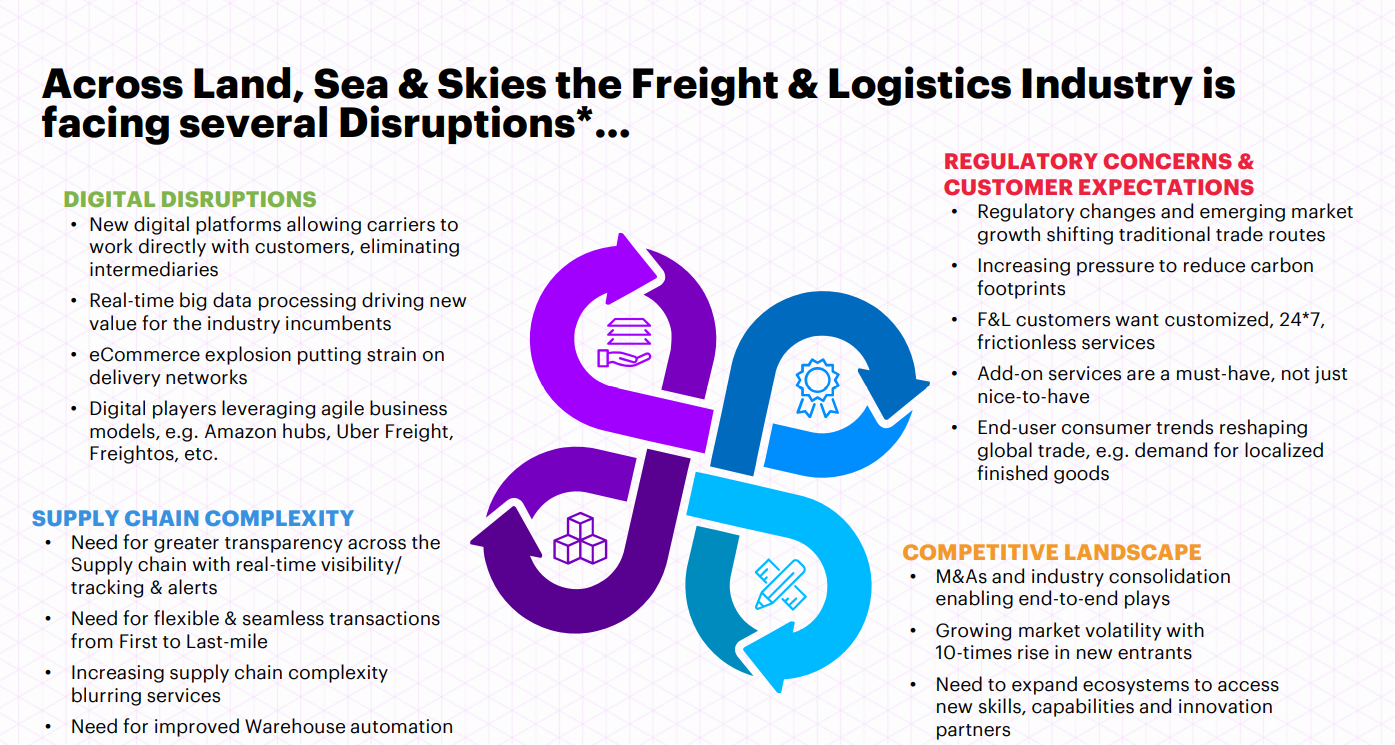 Across Land, Sea & Skies the Freight & Logistics Industry is
facing several Disruptions*...
DIGITAL DISRUPTIONS
• New digital platforms allowing carriers to
work directly with customers, eliminating
intermediaries
• Real-time big data processing driving new
value for the industry incumbents
• eCommerce explosion putting strain on
delivery networks
• Digital players leveraging agile business
models, e.g. Amazon hubs, Uber Freight,
Freightos, etc.
SUPPLY CHAIN COMPLEXITY
• Need for greater transparency across the
Supply chain with real-time visibility/
tracking & alerts
• Need for flexible & seamless transactions
from First to Last-mile
• Increasing supply chain complexity
blurring services
• Need for improved Warehouse automation
REGULATORY CONCERNS &
CUSTOMER EXPECTATIONS
• Regulatory changes and emerging market
growth shifting traditional trade routes
• Increasing pressure to reduce carbon
footprints
• F&L customers want customized, 24*7,
frictionless services
• Add-on services are a must-have, not just
nice-to-have
• End-user consumer trends reshaping
global trade, e.g. demand for localized
finished goods
COMPETITIVE LANDSCAPE
• M&As and industry consolidation
enabling end-to-end plays
• Growing market volatility with
10-times rise in new entrants
• Need to expand ecosystems to access
new skills, capabilities and innovation
partners